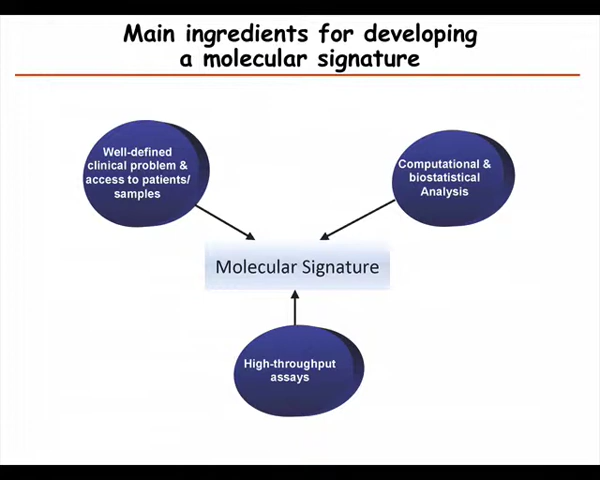 Main ingredients for developing
a molecular signature
Well-defined
clinical problem &
access to patients/
samples
Computational &
biostatistical
Analysis
Molecular Signature
High-throughput
assays